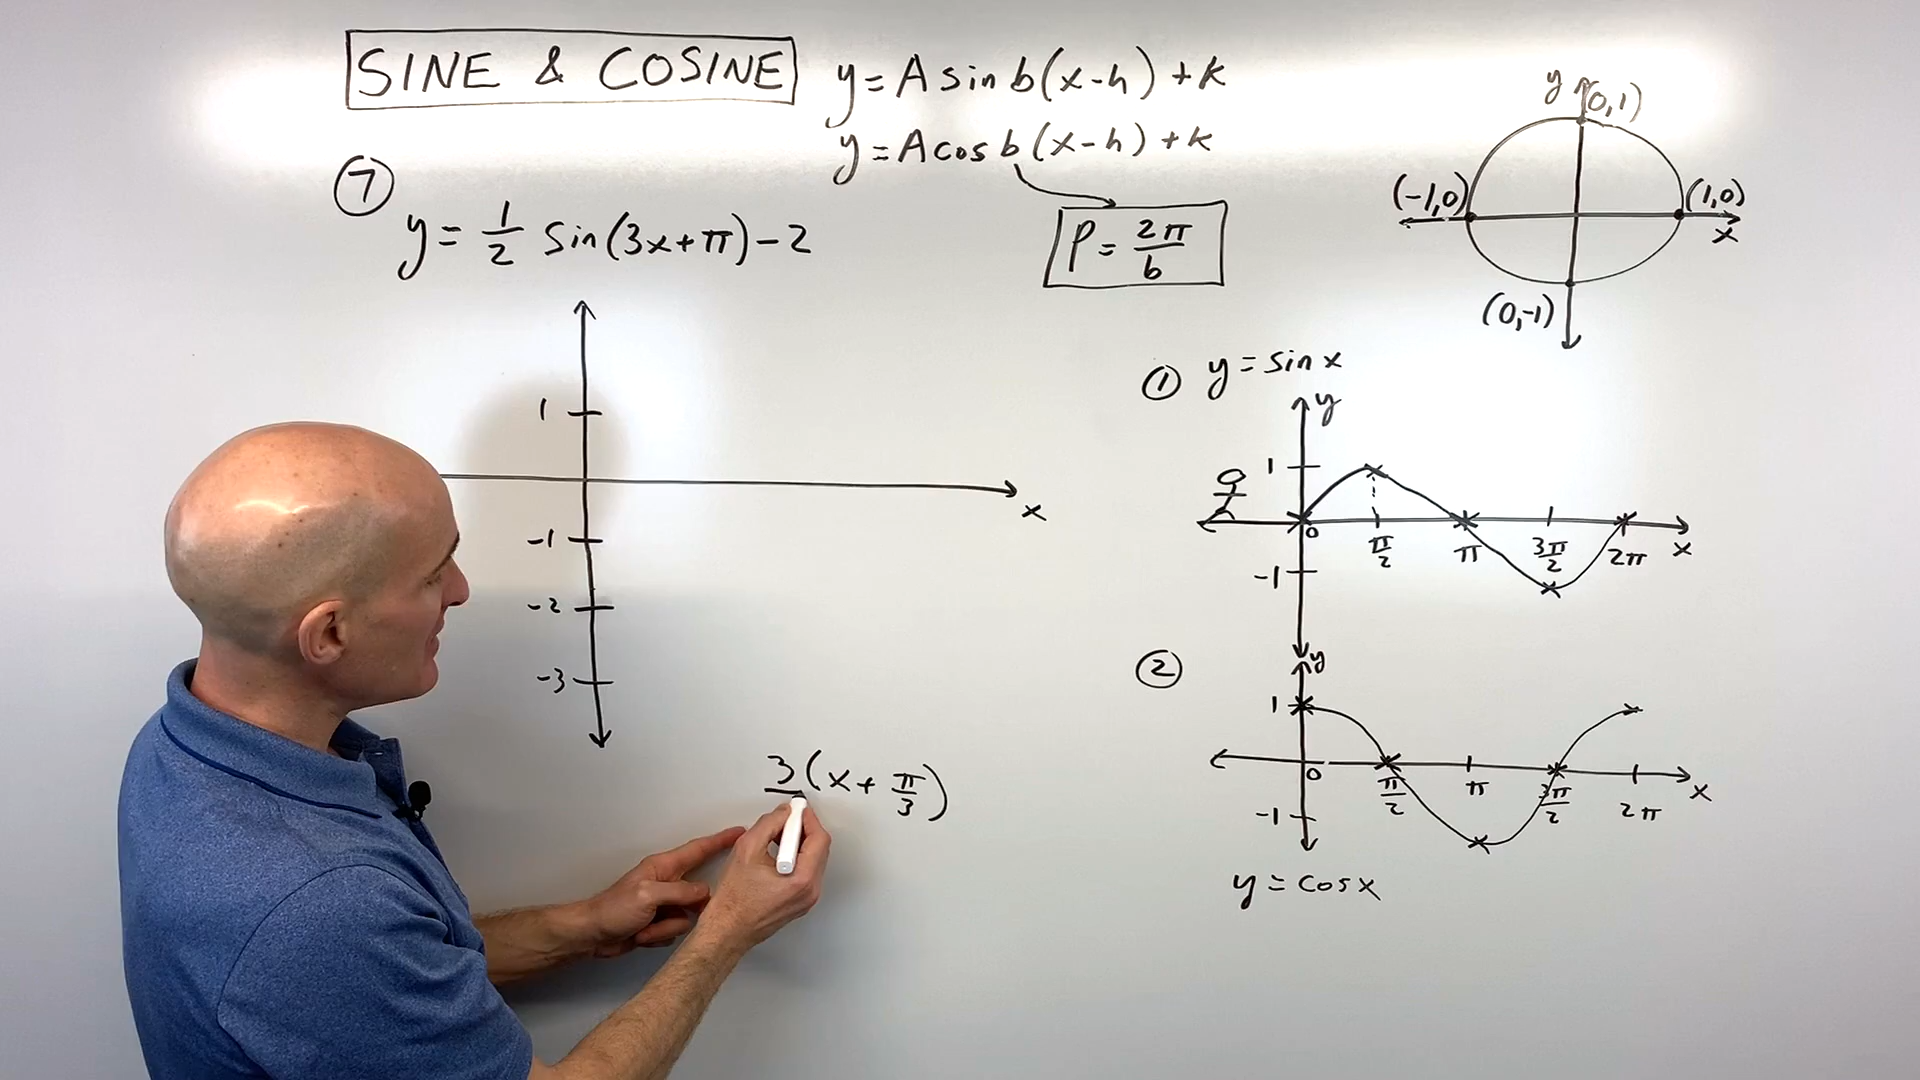 SINE & COSINE
y = A sin b(x-h) + k
y = A cos b(x-h) + k
P = 2π/b
⑦
y = 1/2 sin(3x+π) - 2
1
-1
-2
-3
x
3(x + π/3)
y
(0,1)
(-1,0)
(1,0)
x
(0,-1)
① y = sin x
y
1
-1
0
π/2
π
3π/2
2π
x
②
y
1
-1
0
π/2
π
3π/2
2π
x
y = cos x